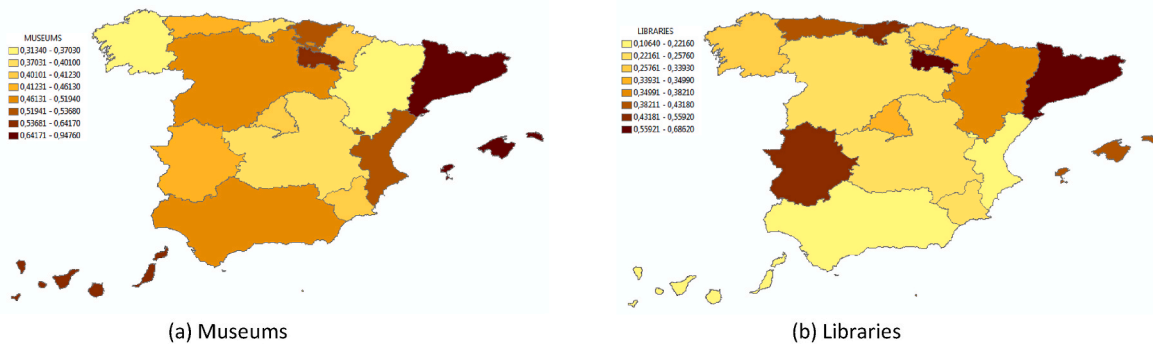 MUSEUMS
0,31340 - 0,37030
0,37031 - 0,40100
0,40101 - 0,41230
0,41231 - 0,46130
0,46131 - 0,51940
0,51941 - 0,53680
0,53681 - 0,64170
0,64171 - 0,94760
(a) Museums
LIBRARIES
0,10640 - 0,22160
0,22161 - 0,25760
0,25761 - 0,33930
0,33931 - 0,34990
0,34991 - 0,38210
0,38211 - 0,43180
0,43181 - 0,55920
0,55921 - 0,68620
(b) Libraries